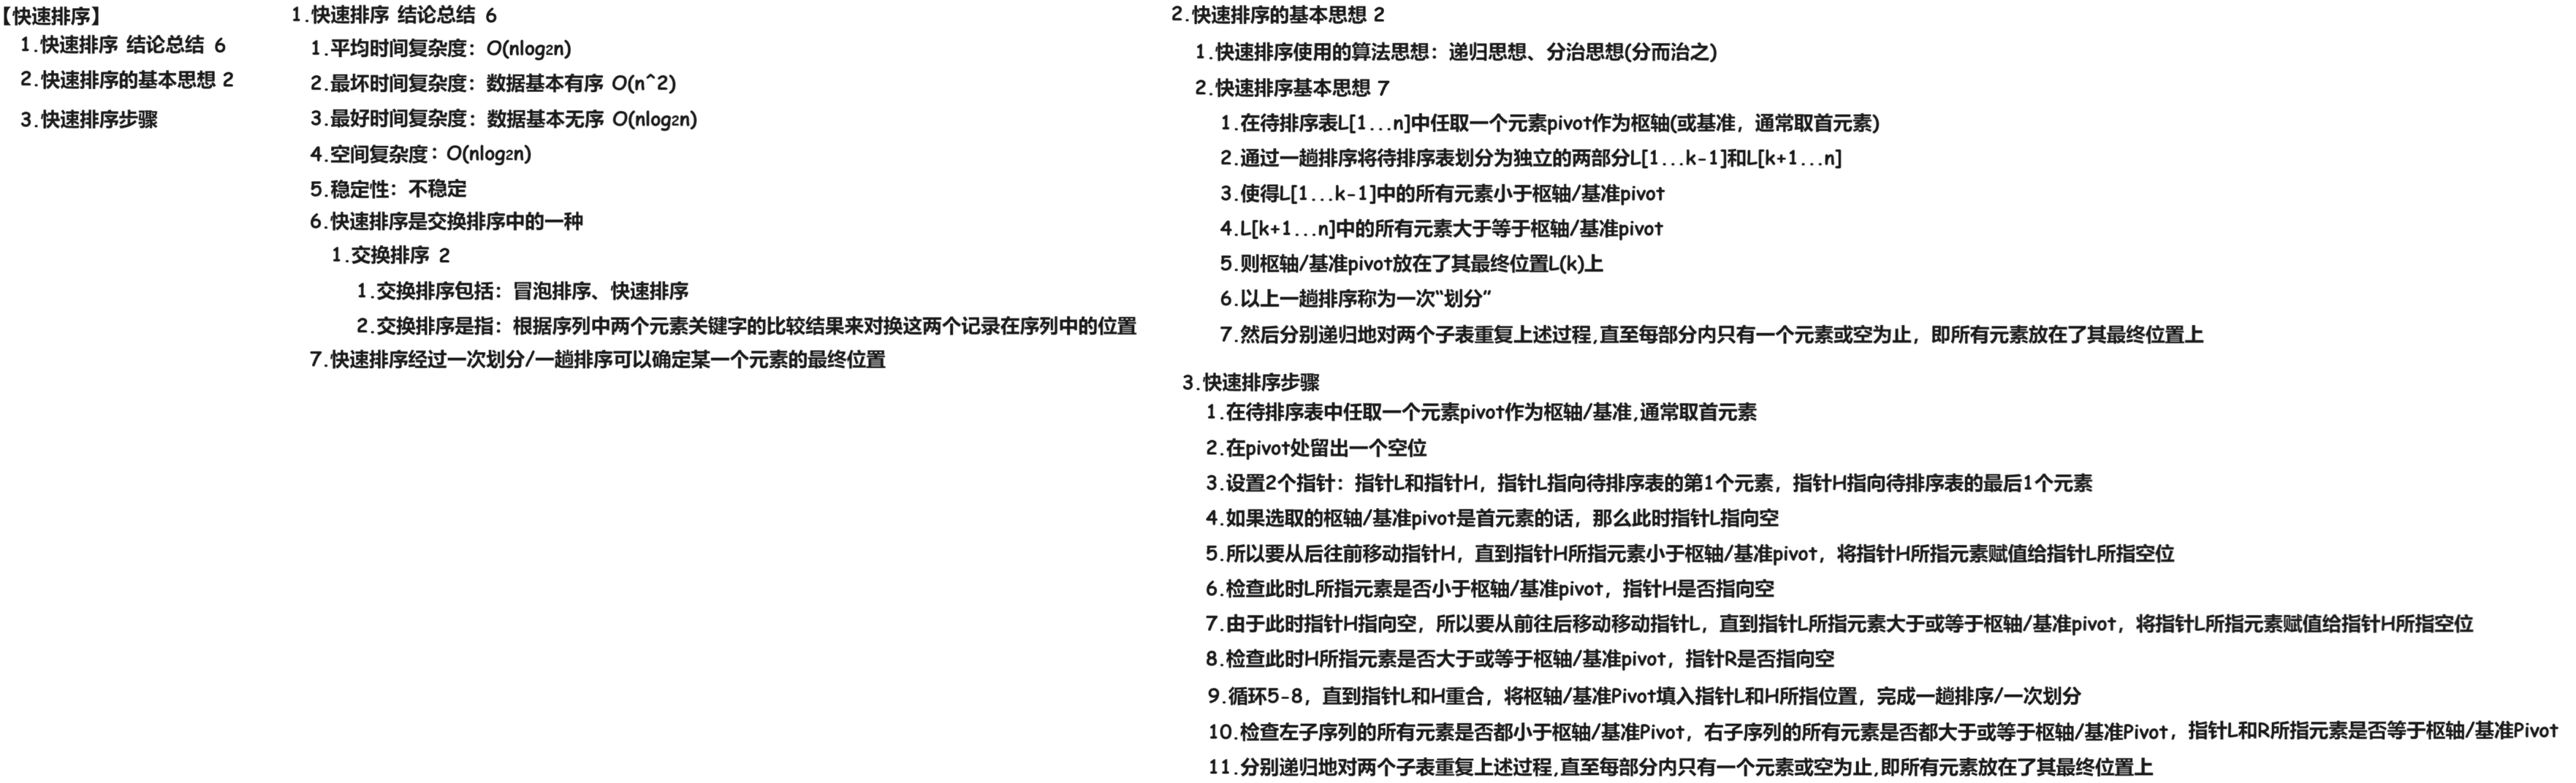 【快速排序】
1.快速排序 结论总结 6
2.快速排序的基本思想 2
3.快速排序步骤
1.快速排序 结论总结 6
1.平均时间复杂度：O(nlog2n)
2.最坏时间复杂度：数据基本有序 O(n^2)
3.最好时间复杂度：数据基本无序 O(nlog2n)
4.空间复杂度：O(nlog2n)
5.稳定性：不稳定
6.快速排序是交换排序中的一种
1.交换排序 2
1.交换排序包括：冒泡排序、快速排序
2.交换排序是指：根据序列中两个元素关键字的比较结果来对换这两个记录在序列中的位置
7.快速排序经过一次划分/一趟排序可以确定某一个元素的最终位置
2.快速排序的基本思想 2
1.快速排序使用的算法思想：递归思想、分治思想(分而治之)
2.快速排序基本思想 7
1.在待排序表L[1...n]中任取一个元素pivot作为枢轴(或基准，通常取首元素)
2.通过一趟排序将待排序表划分为独立的两部分L[1...k-1]和L[k+1...n]
3.使得L[1...k-1]中的所有元素小于枢轴/基准pivot
4.L[k+1...n]中的所有元素大于等于枢轴/基准pivot
5.则枢轴/基准pivot放在了其最终位置L(k)上
6.以上一趟排序称为一次“划分”
7.然后分别递归地对两个子表重复上述过程,直至每部分内只有一个元素或空为止，即所有元素放在了其最终位置上
3.快速排序步骤
1.在待排序表中任取一个元素pivot作为枢轴/基准,通常取首元素
2.在pivot处留出一个空位
3.设置2个指针：指针L和指针H，指针L指向待排序表的第1个元素，指针H指向待排序表的最后1个元素
4.如果选取的枢轴/基准pivot是首元素的话，那么此时指针L指向空
5.所以要从后往前移动指针H，直到指针H所指元素小于枢轴/基准pivot，将指针H所指元素赋值给指针L所指空位
6.检查此时L所指元素是否小于枢轴/基准pivot，指针H是否指向空
7.由于此时指针H指向空，所以要从前往后移动移动指针L，直到指针L所指元素大于或等于枢轴/基准pivot，将指针L所指元素赋值给指针H所指空位
8.检查此时H所指元素是否大于或等于枢轴/基准pivot，指针R是否指向空
9.循环5-8，直到指针L和H重合，将枢轴/基准Pivot填入指针L和H所指位置，完成一趟排序/一次划分
10.检查左子序列的所有元素是否都小于枢轴/基准Pivot，右子序列的所有元素是否都大于或等于枢轴/基准Pivot，指针L和R所指元素是否等于枢轴/基准Pivot
11.分别递归地对两个子表重复上述过程,直至每部分内只有一个元素或空为止,即所有元素放在了其最终位置上